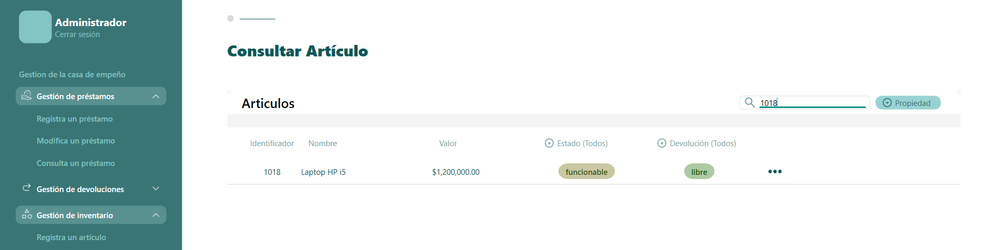 Administrador
Cerrar sesión
Gestion de la casa de empeño
Gestión de préstamos
Registra un préstamo
Modifica un préstamo
Consulta un préstamo
Gestión de devoluciones
Gestión de inventario
Registra un artículo
Consultar Artículo
Articulos
1018
Propiedad
Identificador Nombre Valor Estado (Todos) Devolución (Todos)
1018 Laptop HP i5 $1,200,000.00 funcionable libre